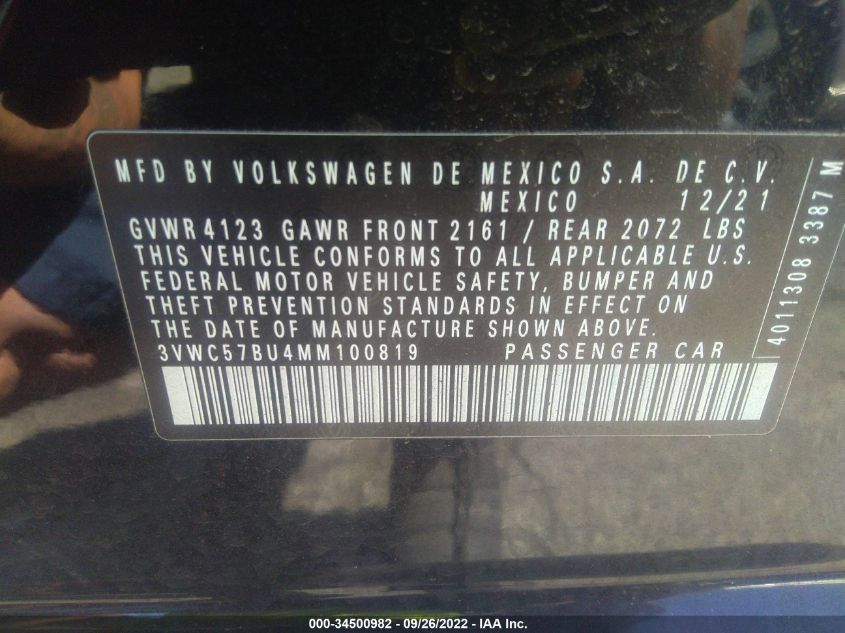 MFD BY VOLKSWAGEN DE MEXICO S.A. DE C.V.
MEXICO 12/21
GVWR 4123 GAWR FRONT 2161 / REAR 2072 LBS
THIS VEHICLE CONFORMS TO ALL APPLICABLE U.S.
FEDERAL MOTOR VEHICLE SAFETY, BUMPER AND
THEFT PREVENTION STANDARDS IN EFFECT ON
THE DATE OF MANUFACTURE SHOWN ABOVE.
3VWC57BU4MM100819 PASSENGER CAR
4011308 3387 M
000-34500982 - 09/26/2022 - IAA Inc.